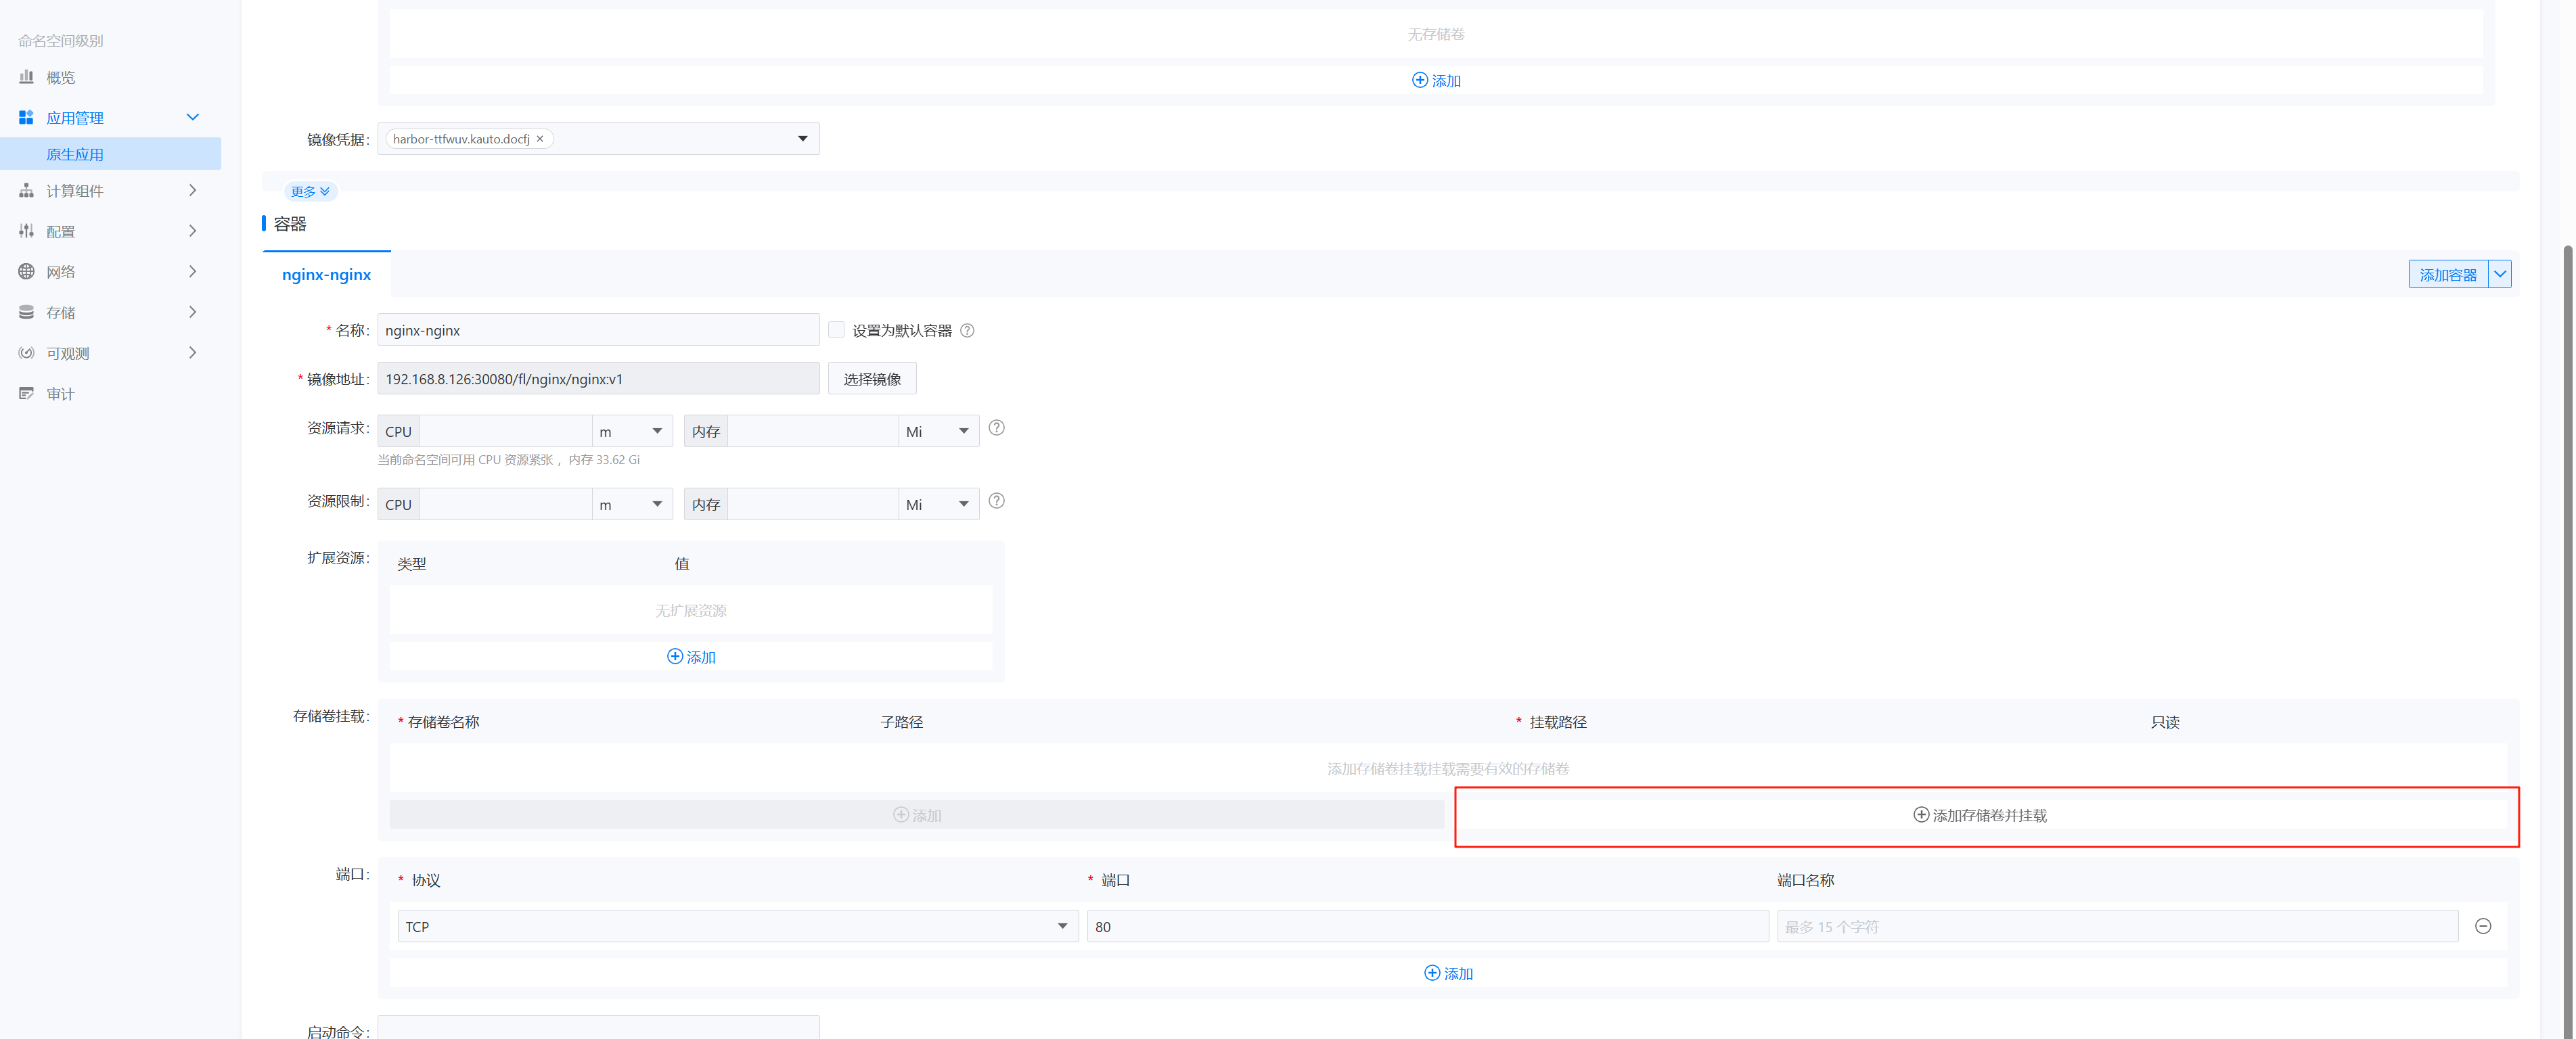 命名空间级别
概览
应用管理
原生应用
计算组件
配置
网络
存储
可观测
审计
无存储卷
添加
镜像凭据:
harbor-ttfwuv.kauto.docfj ×
更多
容器
nginx-nginx
添加容器
* 名称: nginx-nginx 设置为默认容器 ?
* 镜像地址: 192.168.8.126:30080/fl/nginx/nginx:v1 选择镜像
资源请求: CPU m 内存 Mi ?
当前命名空间可用 CPU 资源紧张 ，内存 33.62 Gi
资源限制: CPU m 内存 Mi ?
扩展资源: 类型 值
无扩展资源
添加
存储卷挂载: * 存储卷名称 子路径 * 挂载路径 只读
添加存储卷挂载挂载需要有效的存储卷
添加 添加存储卷并挂载
端口: * 协议 * 端口 端口名称
TCP 80 最多 15 个字符
添加
启动命令: